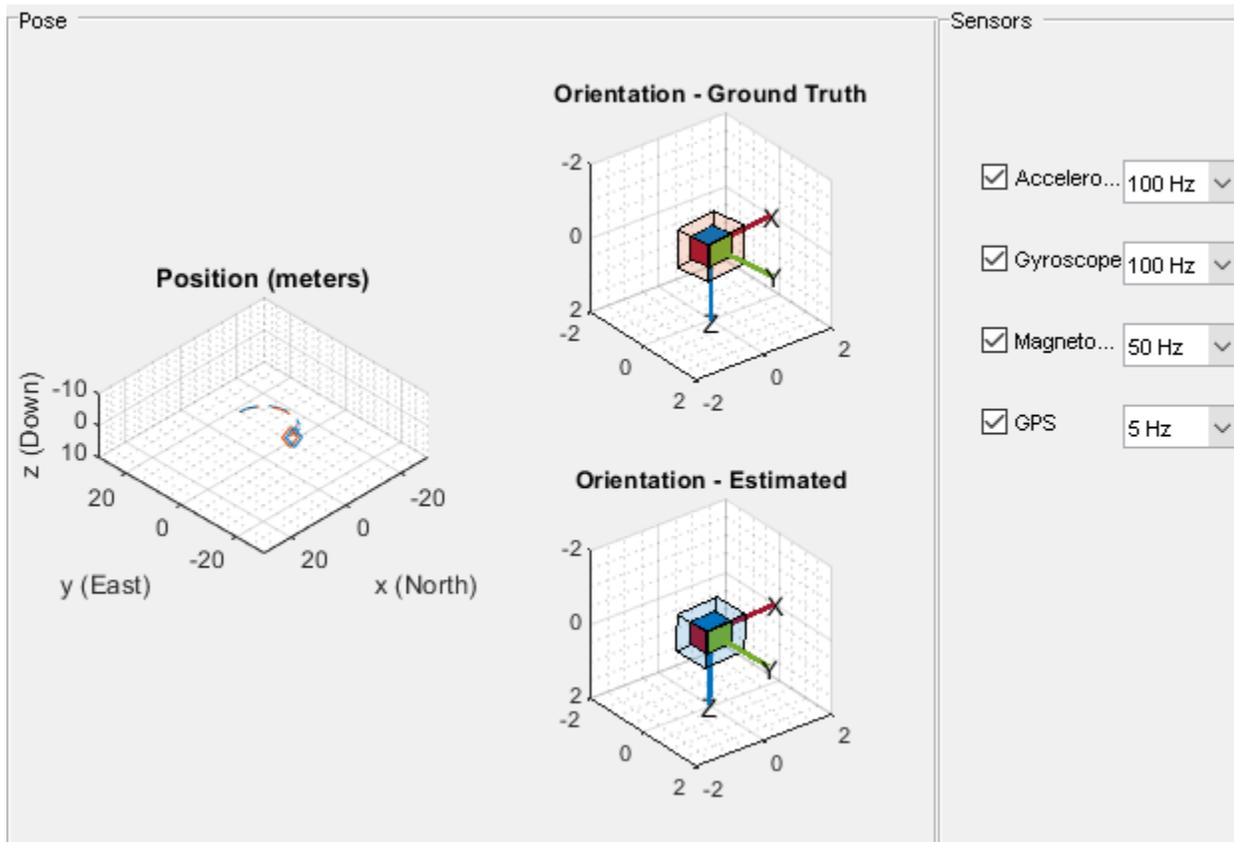 Pose
Position (meters)
-10
0
10
z (Down)
20
0
-20
y (East)
-20
0
20
x (North)
Orientation - Ground Truth
-2
0
2
-2
0
2
-2
0
2
X
Y
Z
Orientation - Estimated
-2
0
2
-2
0
2
-2
0
2
X
Y
Z
Sensors
Accelero... 100 Hz
Gyroscope 100 Hz
Magneto... 50 Hz
GPS 5 Hz